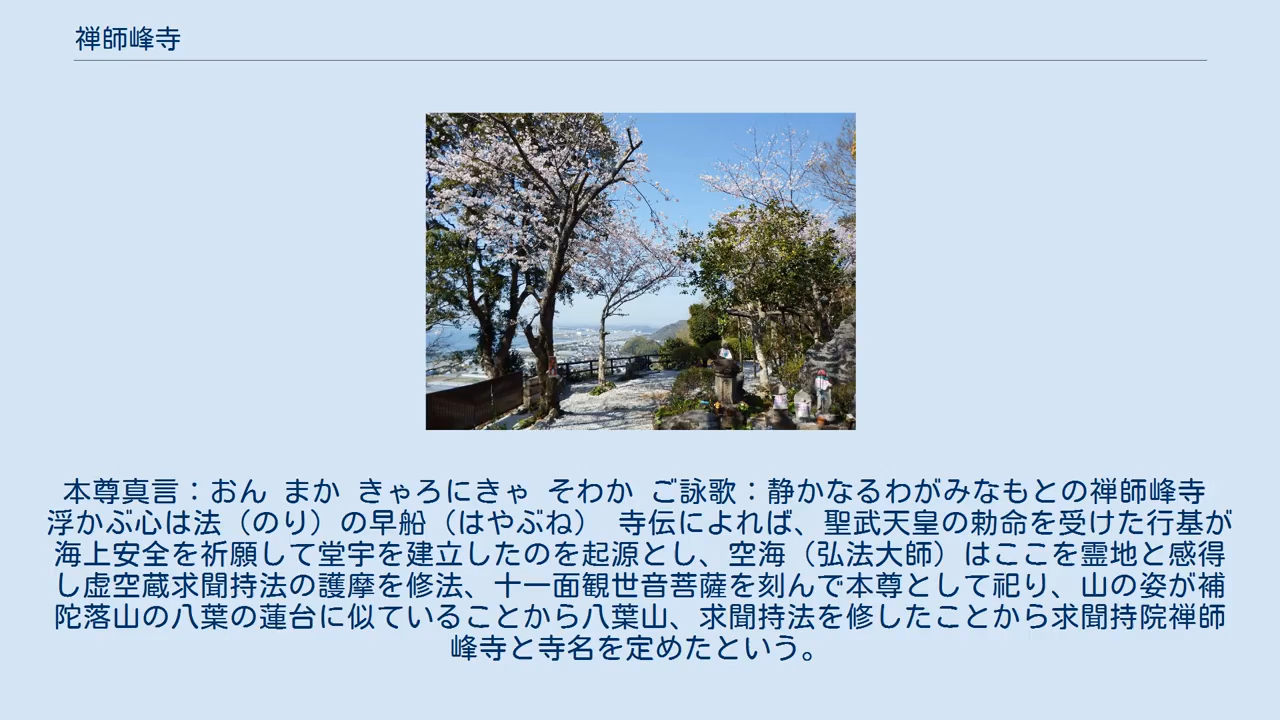 禅師峰寺
本尊真言：おん まか きゃろにきゃ そわか ご詠歌：静かなるわがみなもとの禅師峰寺
浮かぶ心は法（のり）の早船（はやぶね） 寺伝によれば、聖武天皇の勅命を受けた行基が
海上安全を祈願して堂宇を建立したのを起源とし、空海（弘法大師）はここを霊地と感得
し虚空蔵求聞持法の護摩を修法、十一面観世音菩薩を刻んで本尊として祀り、山の姿が補
陀落山の八葉の蓮台に似ていることから八葉山、求聞持法を修したことから求聞持院禅師
峰寺と寺名を定めたという。